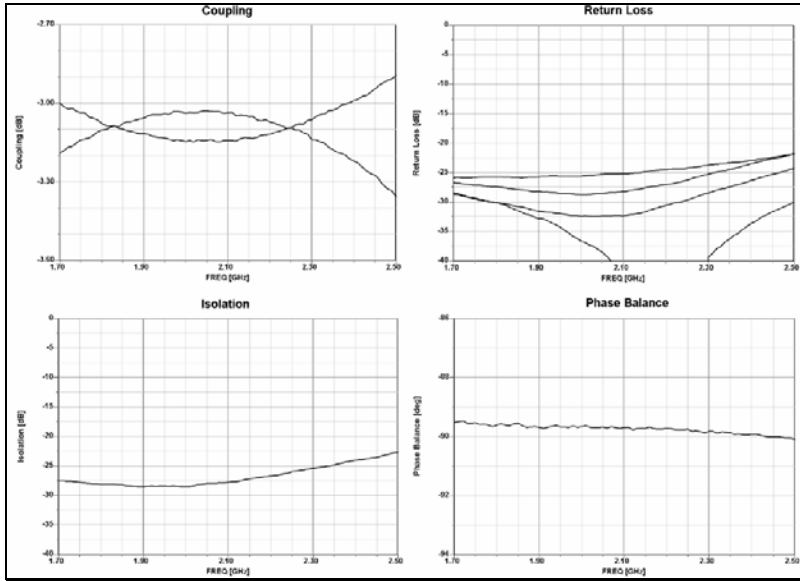 Coupling
-2.70
-3.00
-3.30
-3.60
Coupling [dB]
1.70 1.90 2.10 2.30 2.50
FREQ [GHz]
Return Loss
0
-5
-10
-15
-20
-25
-30
-35
-40
Return Loss [dB]
1.70 1.90 2.10 2.30 2.50
FREQ [GHz]
Isolation
0
-5
-10
-15
-20
-25
-30
-35
-40
Isolation [dB]
1.70 1.90 2.10 2.30 2.50
FREQ [GHz]
Phase Balance
-86
-88
-90
-92
-94
Phase Balance [deg]
1.70 1.90 2.10 2.30 2.50
FREQ [GHz]